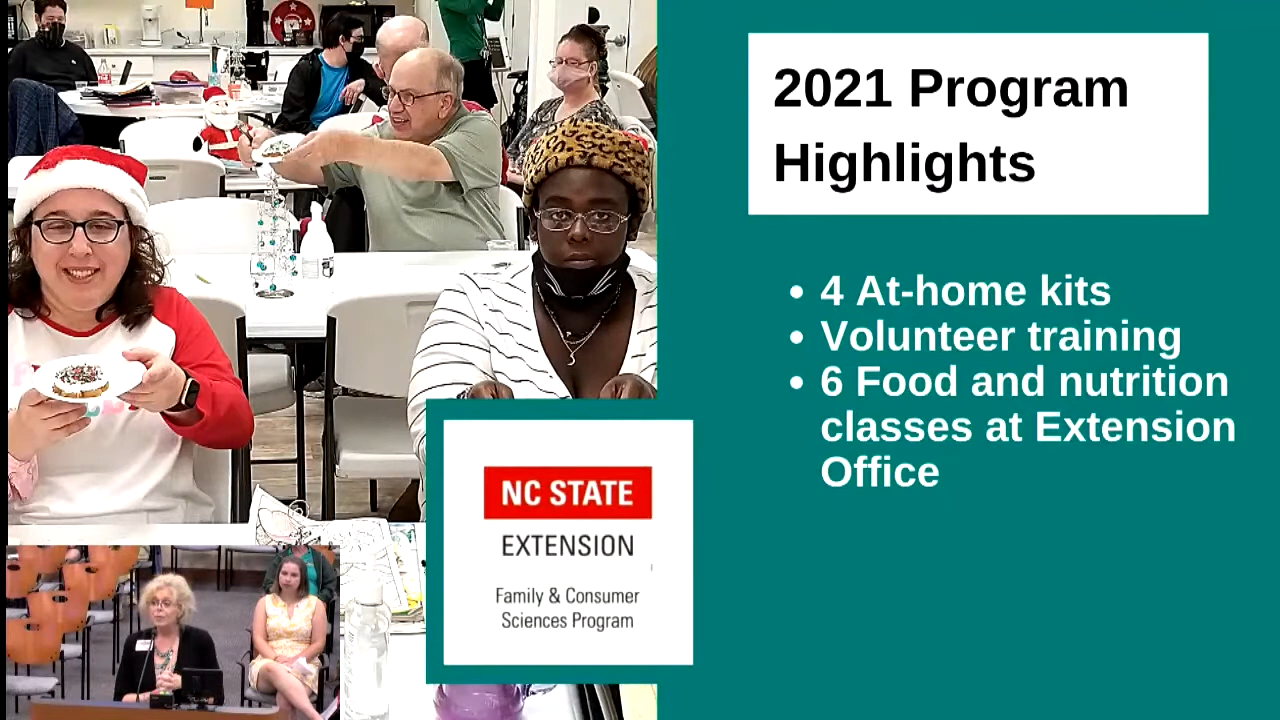 2021 Program
Highlights
• 4 At-home kits
• Volunteer training
• 6 Food and nutrition
classes at Extension
Office
NC STATE
EXTENSION
Family & Consumer
Sciences Program